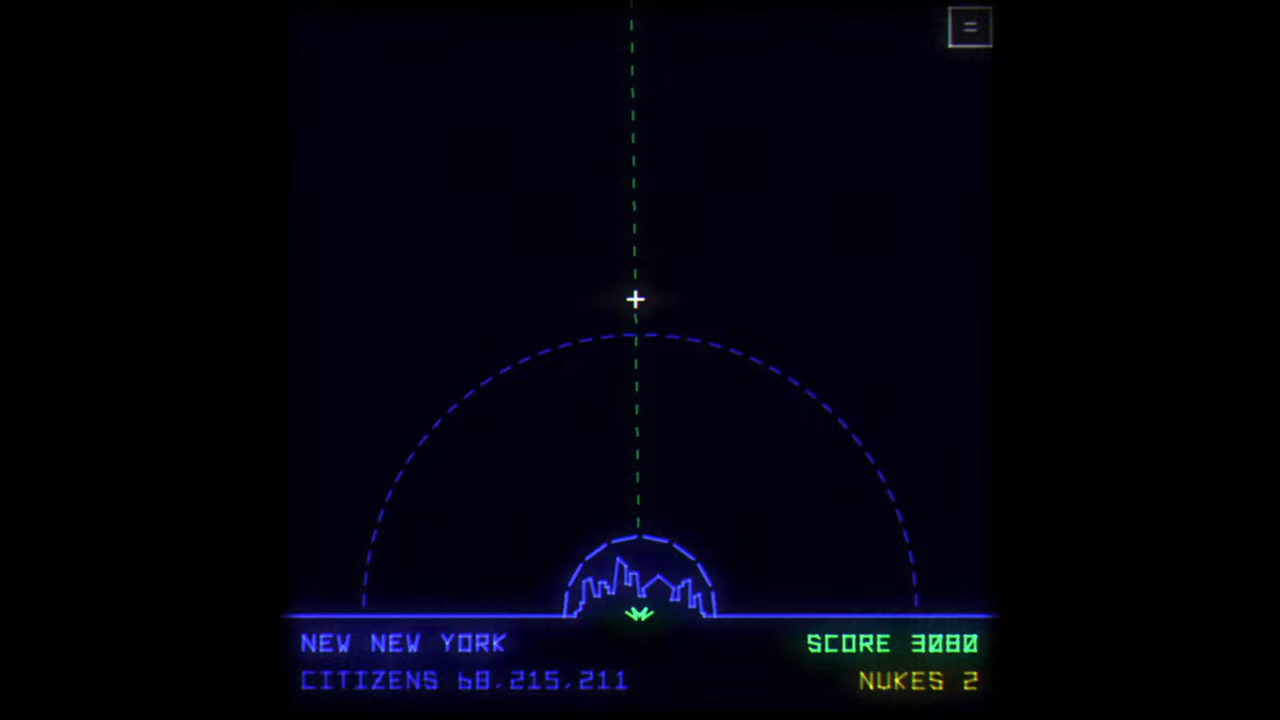 NEW NEW YORK
SCORE 3080
CITIZENS 68,215,211
NUKES 2